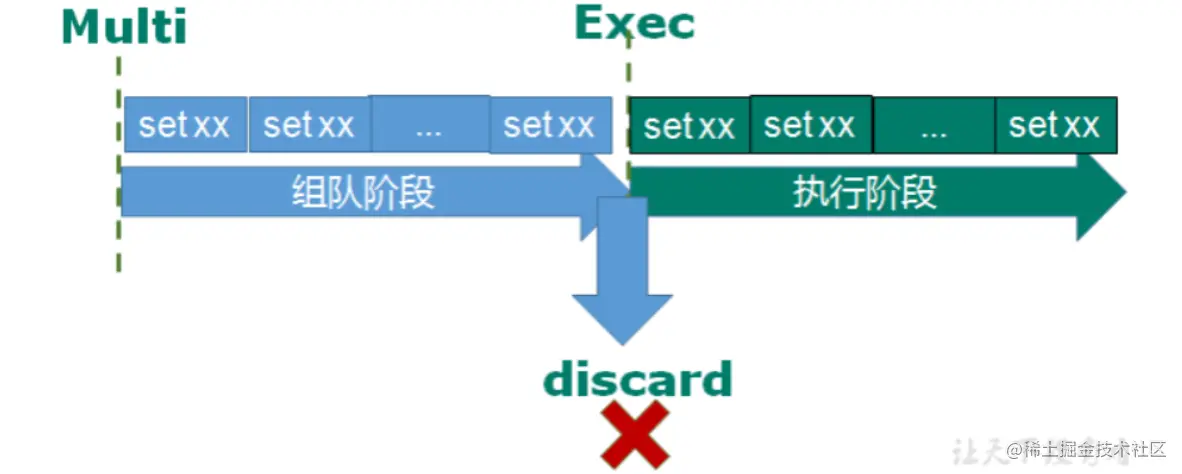 Multi
Exec
set xx set xx ... set xx set xx set xx ... set xx
组队阶段 执行阶段
discard
@稀土掘金技术社区